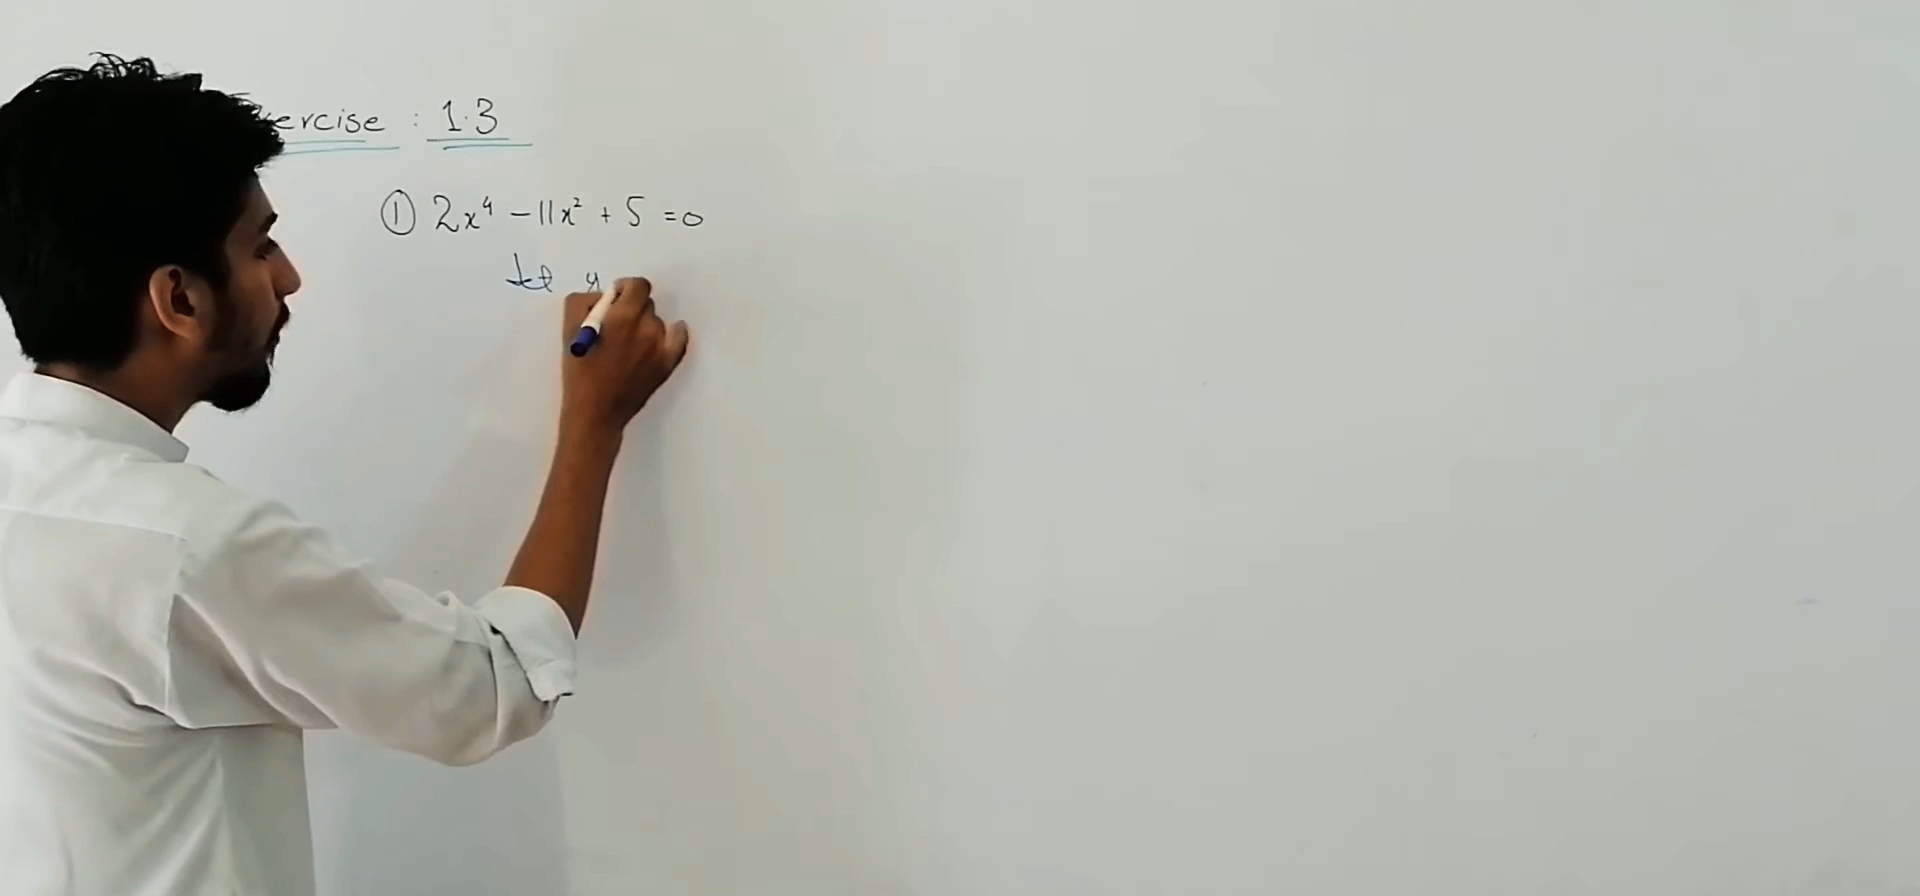 ercise : 1.3
① 2x⁴ - 11x² + 5 = 0
Let y